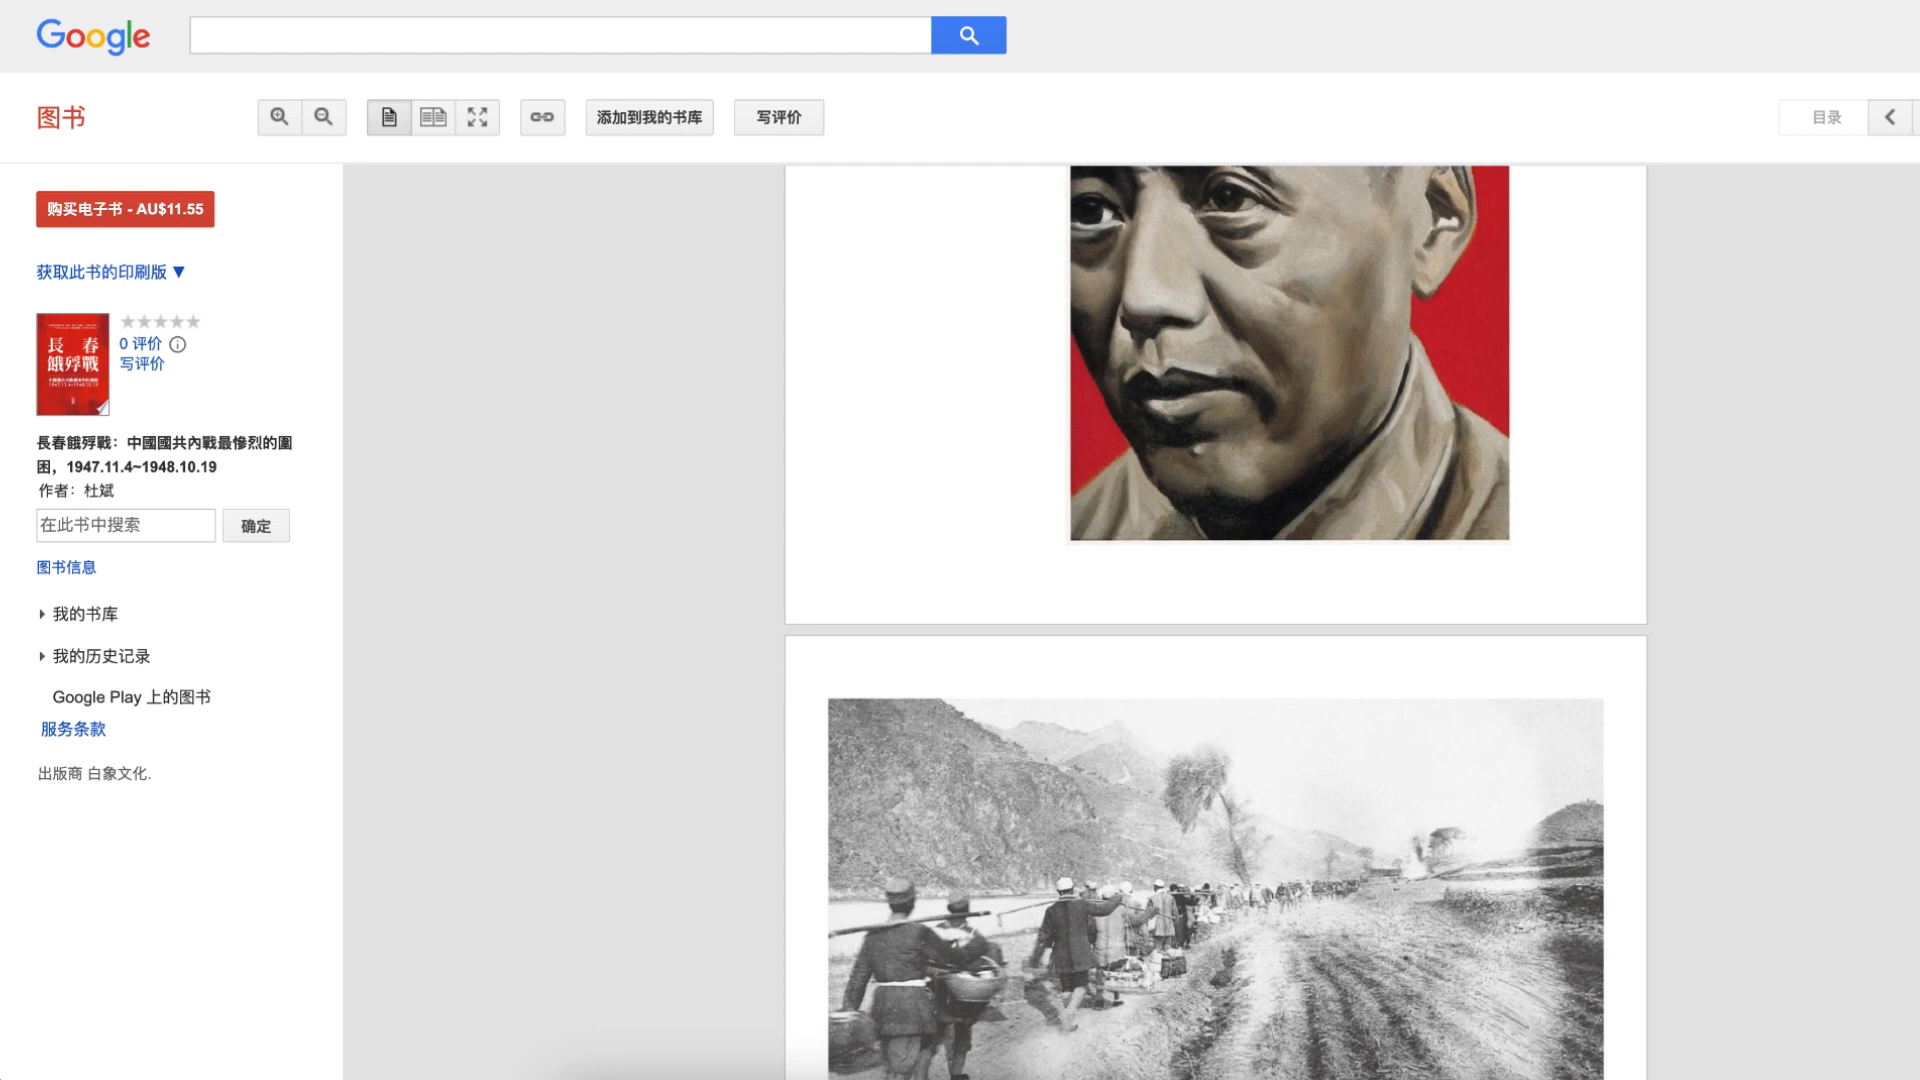 Google
图书
添加到我的书库
写评价
目录
购买电子书 - AU$11.55
获取此书的印刷版 ▼
長春
餓殍戰
0 评价
写评价
長春餓殍戰：中國國共內戰最慘烈的圍
困，1947.11.4~1948.10.19
作者：杜斌
在此书中搜索
确定
图书信息
我的书库
我的历史记录
Google Play 上的图书
服务条款
出版商 白象文化.